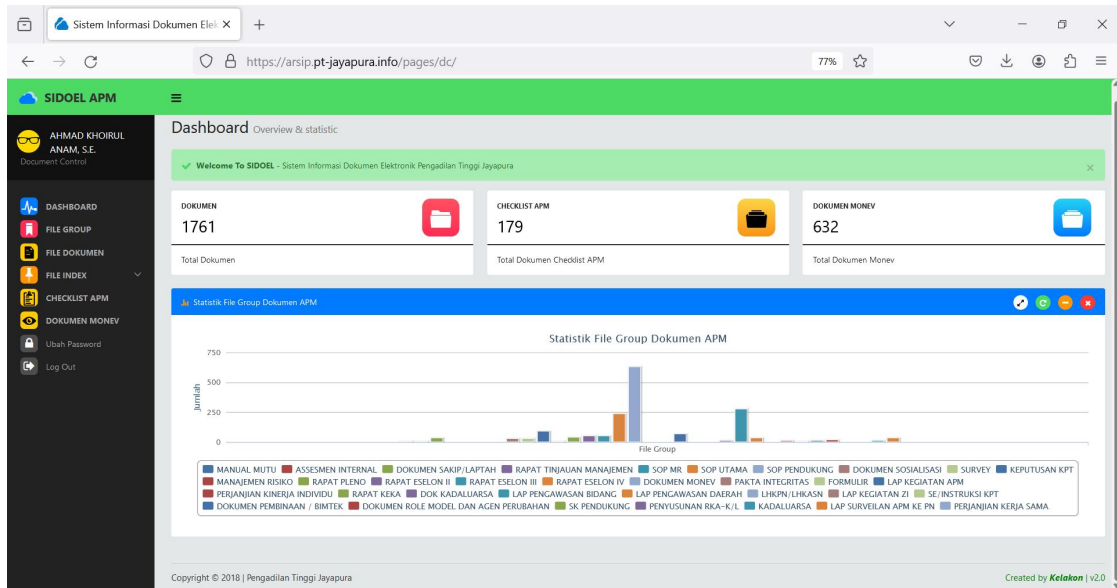 Sistem Informasi Dokumen Elek
https://arsip.pt-jayapura.info/pages/dc/
77%
SIDOEL APM
AHMAD KHOIRUL
ANAM, S.E.
Document Control
DASHBOARD
FILE GROUP
FILE DOKUMEN
FILE INDEX
CHECKLIST APM
DOKUMEN MONEV
Ubah Password
Log Out
Dashboard Overview & statistic
Welcome To SIDOEL - Sistem Informasi Dokumen Elektronik Pengadilan Tinggi Jayapura
DOKUMEN
1761
Total Dokumen
CHECKLIST APM
179
Total Dokumen Checklist APM
DOKUMEN MONEV
632
Total Dokumen Monev
Statistik File Group Dokumen APM
Statistik File Group Dokumen APM
750
500
250
0
Jumlah
File Group
MANUAL MUTU ASSESMEN INTERNAL DOKUMEN SAKIP/LAPTAH RAPAT TINJAUAN MANAJEMEN SOP MR SOP UTAMA SOP PENDUKUNG DOKUMEN SOSIALISASI SURVEY KEPUTUSAN KPT
MANAJEMEN RISIKO RAPAT PLENO RAPAT ESELON II RAPAT ESELON III RAPAT ESELON IV DOKUMEN MONEV PAKTA INTEGRITAS FORMULIR LAP KEGIATAN APM
PERJANJIAN KINERJA INDIVIDU RAPAT KEKA DOK KADALUARSA LAP PENGAWASAN BIDANG LAP PENGAWASAN DAERAH LHKPN/LHKASN LAP KEGIATAN ZI SE/INSTRUKSI KPT
DOKUMEN PEMBINAAN / BIMTEK DOKUMEN ROLE MODEL DAN AGEN PERUBAHAN SK PENDUKUNG PENYUSUNAN RKA-K/L KADALUARSA LAP SURVEILAN APM KE PN PERJANJIAN KERJA SAMA
Copyright © 2018 | Pengadilan Tinggi Jayapura
Created by Kelakon | v2.0